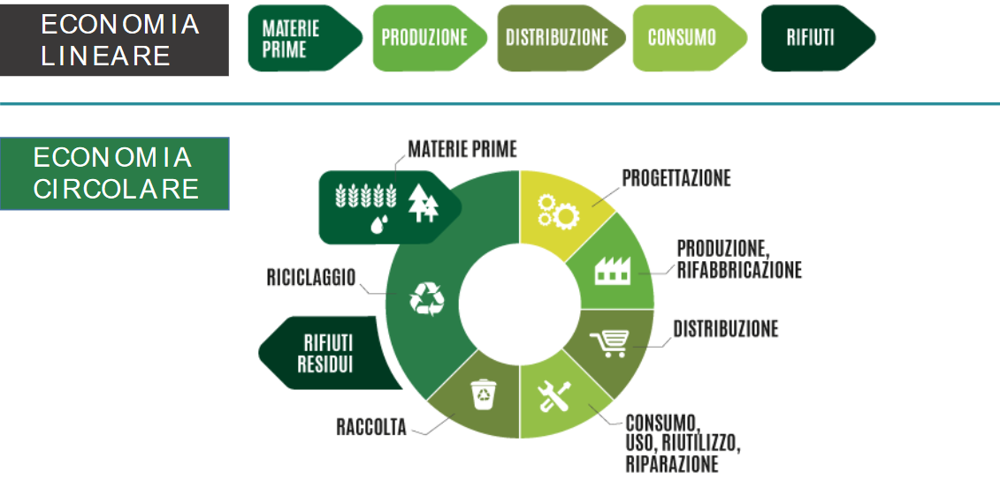 ECONOMIA
LINEARE
MATERIE
PRIME
PRODUZIONE
DISTRIBUZIONE
CONSUMO
RIFIUTI
ECONOMIA
CIRCOLARE
MATERIE PRIME
PROGETTAZIONE
PRODUZIONE,
RIFABBRICAZIONE
DISTRIBUZIONE
CONSUMO,
USO, RIUTILIZZO,
RIPARAZIONE
RACCOLTA
RIFIUTI
RESIDUI
RICICLAGGIO